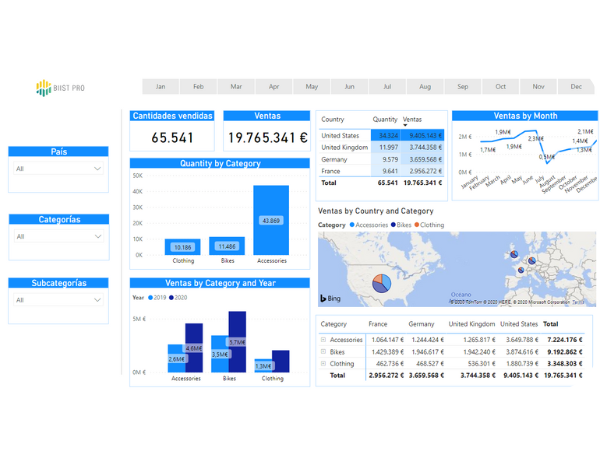 BIIST PRO
Jan Feb Mar Apr May Jun Jul Aug Sep Oct Nov Dec
País
All
Categorías
All
Subcategorías
All
Cantidades vendidas
65.541
Ventas
19.765.341 €
Quantity by Category
50K
40K
30K
20K
10K
0K
10.186
11.486
43.869
Clothing Bikes Accessories
Ventas by Category and Year
Year 2019 2020
5M €
0M €
2,6M€
4,6M€
3,5M€
5,7M€
1,3M€
Accessories Bikes Clothing
Country Quantity Ventas
United States 34.324 9.405.143 €
United Kingdom 11.997 3.744.358 €
Germany 9.579 3.659.568 €
France 9.641 2.956.272 €
Total 65.541 19.765.341 €
Ventas by Month
2M €
1M €
0M €
1,7M€
1,9M€
1,9M€
2,3M€
0,5M€
1,4M€
1,3M€
2,1M€
January
February
March
April
May
June
July
August
September
October
November
December
Ventas by Country and Category
Category Accessories Bikes Clothing
Bing
Océano
© 2020 HERE, © 2020 Microsoft Corporation Terms
Category France Germany United Kingdom United States Total
Accessories 1.064.147 € 1.244.424 € 1.265.817 € 3.649.788 € 7.224.176 €
Bikes 1.429.389 € 1.946.617 € 1.942.240 € 3.874.616 € 9.192.862 €
Clothing 462.736 € 468.527 € 536.301 € 1.880.739 € 3.348.303 €
Total 2.956.272 € 3.659.568 € 3.744.358 € 9.405.143 € 19.765.341 €